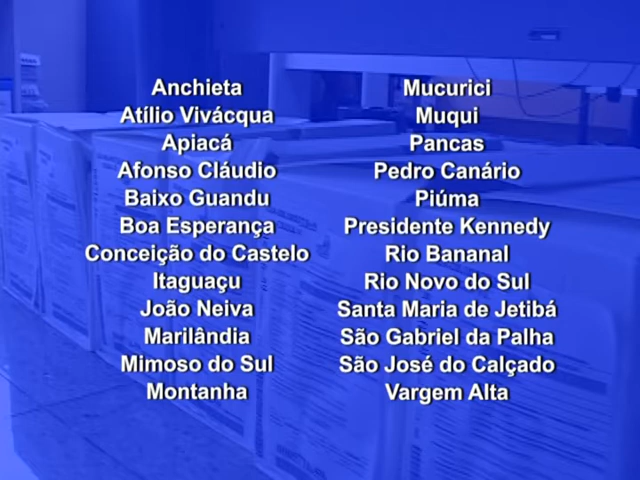 Anchieta
Atílio Vivácqua
Apiacá
Afonso Cláudio
Baixo Guandu
Boa Esperança
Conceição do Castelo
Itaguaçu
João Neiva
Marilândia
Mimoso do Sul
Montanha
Mucurici
Muqui
Pancas
Pedro Canário
Piúma
Presidente Kennedy
Rio Bananal
Rio Novo do Sul
Santa Maria de Jetibá
São Gabriel da Palha
São José do Calçado
Vargem Alta